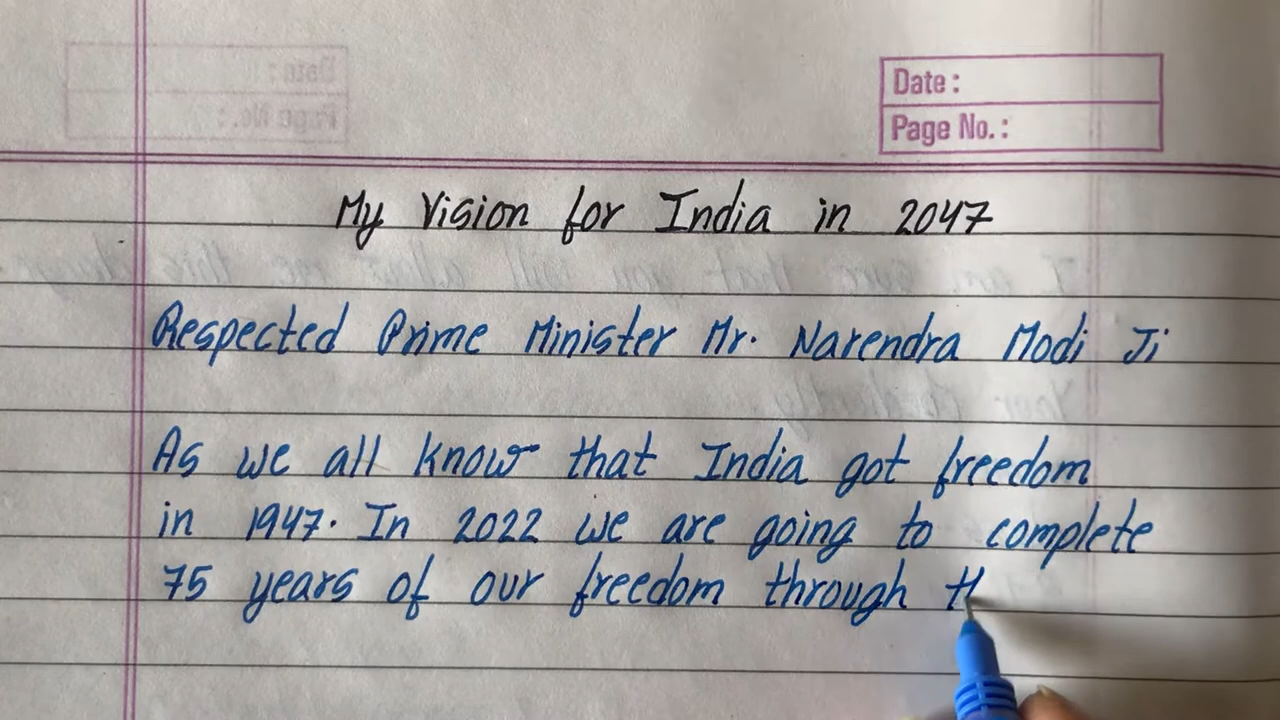 Date :
Page No. :
My Vision for India in 2047
Respected Prime Minister Mr. Narendra Modi Ji
As we all know that India got freedom
in 1947. In 2022 we are going to complete
75 years of our freedom through th